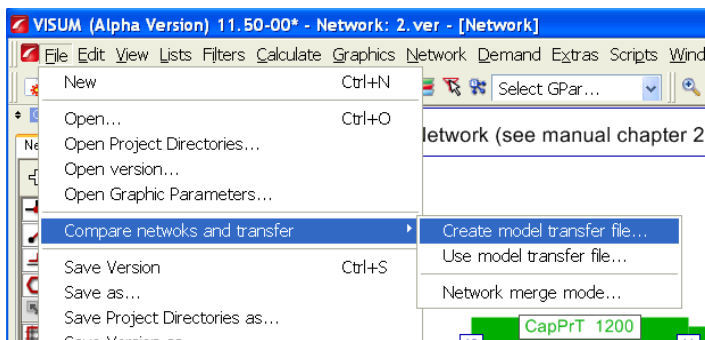 VISUM (Alpha Version) 11.50-00* - Network: 2.ver - [Network]
File Edit View Lists Filters Calculate Graphics Network Demand Extras Scripts Wind
New Ctrl+N
Select GPar...
Open... Ctrl+O
letwork (see manual chapter 2
Ne
Open Project Directories...
Open version...
Open Graphic Parameters...
Compare netwoks and transfer
Create model transfer file...
Use model transfer file...
Save Version Ctrl+S
Save as...
Network merge mode...
Save Project Directories as...
CapPrT 1200